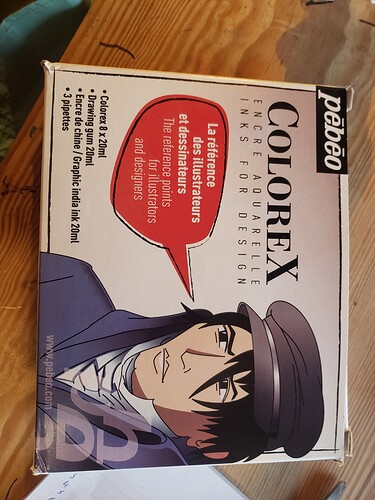 pébéo
COLOREX
ENCRE AQUARELLE
INKS FOR DESIGN
La référence
des illustrateurs
et dessinateurs
The reference points
for illustrators
and designers
• Colorex 8 x 20ml
• Drawing gum 20ml
• Encre de chine / Graphic india ink 20ml
• 3 pipettes
www.pebeo.com